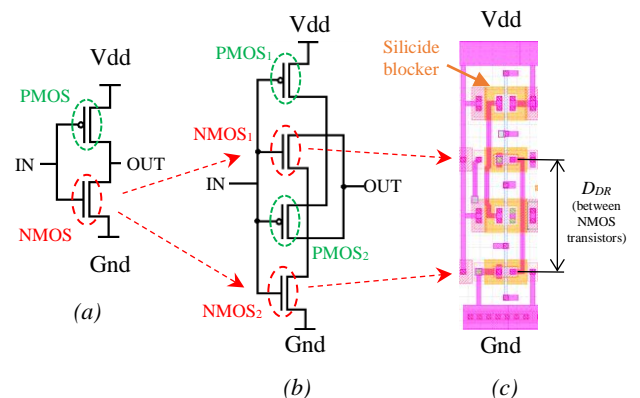 Vdd
PMOS
IN
OUT
NMOS
Gnd
(a)
Vdd
PMOS₁
NMOS₁
IN
OUT
PMOS₂
NMOS₂
Gnd
(b)
Vdd
Silicide
blocker
D_DR
(between
NMOS
transistors)
Gnd
(c)